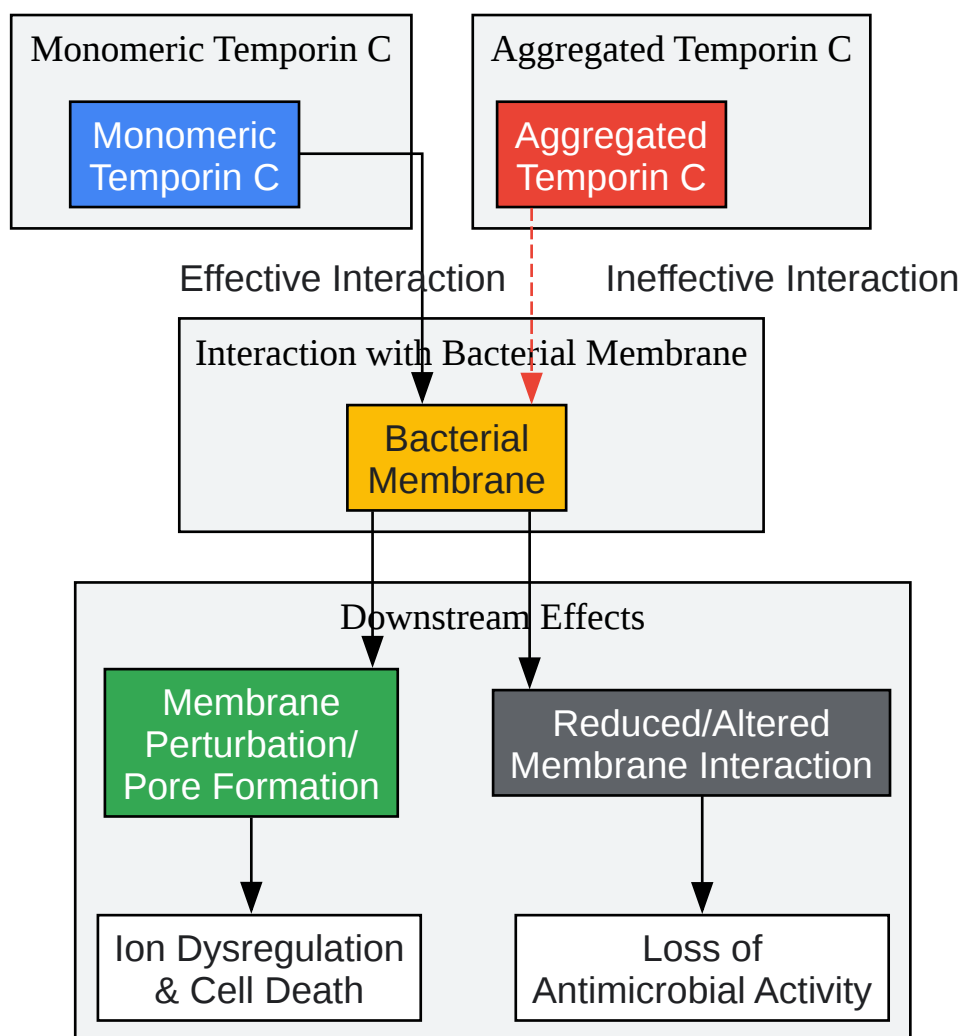 Monomeric Temporin C
Aggregated Temporin C
Monomeric
Temporin C
Aggregated
Temporin C
Effective Interaction
Ineffective Interaction
Interaction with Bacterial Membrane
Bacterial
Membrane
Downstream Effects
Membrane
Perturbation/
Pore Formation
Reduced/Altered
Membrane Interaction
Ion Dysregulation
& Cell Death
Loss of
Antimicrobial Activity